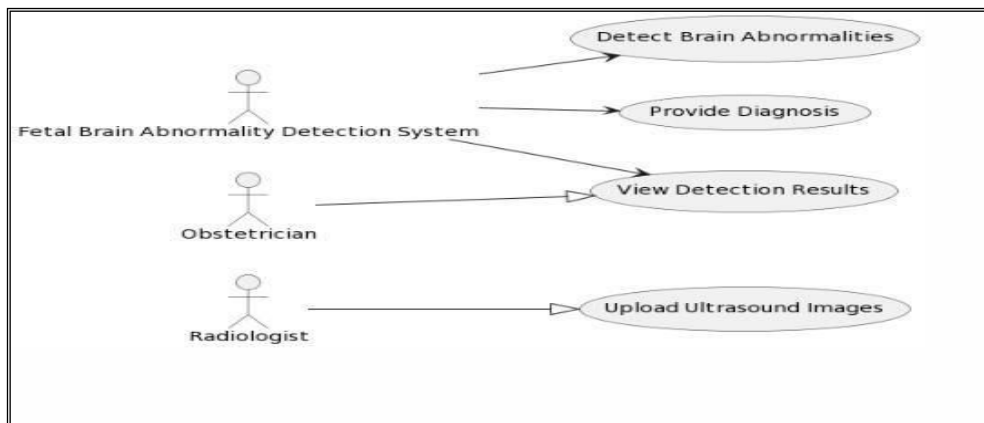 Detect Brain Abnormalities
Provide Diagnosis
Fetal Brain Abnormality Detection System
View Detection Results
Obstetrician
Upload Ultrasound Images
Radiologist